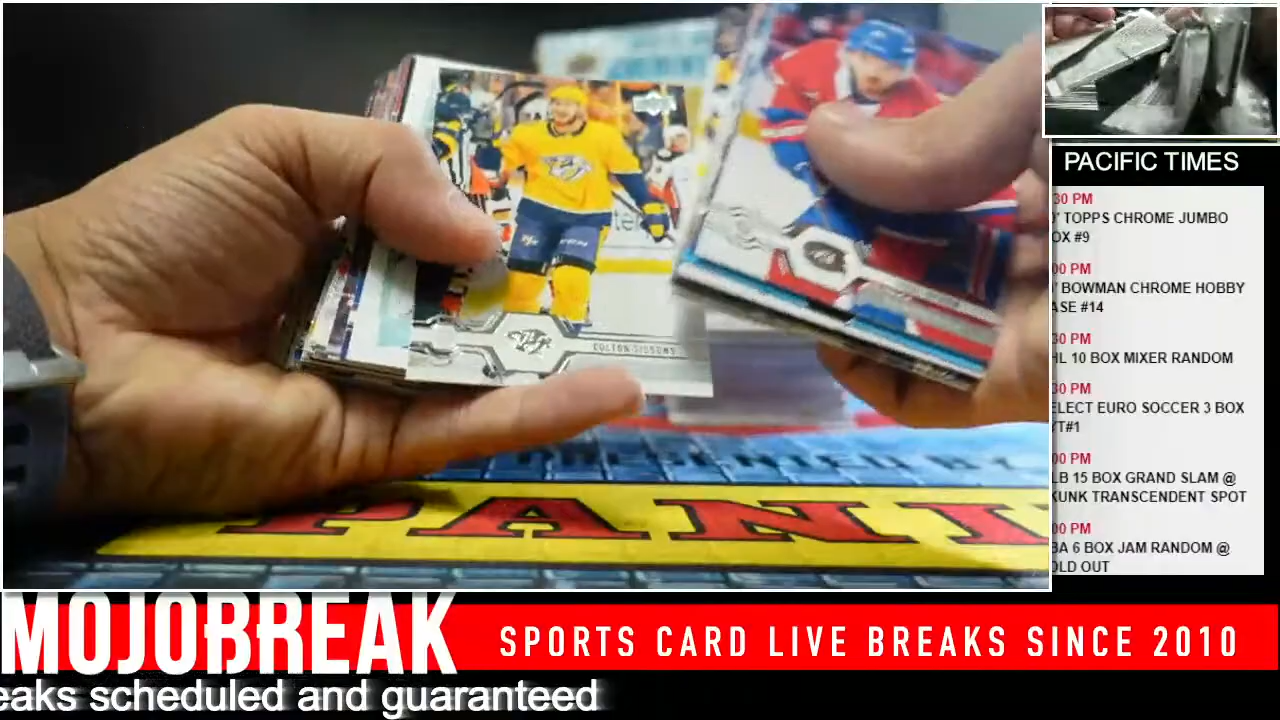 COLTON SISSONS
PANI
PACIFIC TIMES
30 PM
' TOPPS CHROME JUMBO
OX #9
00 PM
' BOWMAN CHROME HOBBY
ASE #14
30 PM
HL 10 BOX MIXER RANDOM
30 PM
ELECT EURO SOCCER 3 BOX
YT#1
00 PM
LB 15 BOX GRAND SLAM @
KUNK TRANSCENDENT SPOT
00 PM
BA 6 BOX JAM RANDOM @
OLD OUT
MOJOBREAK
SPORTS CARD LIVE BREAKS SINCE 2010
eaks scheduled and guaranteed